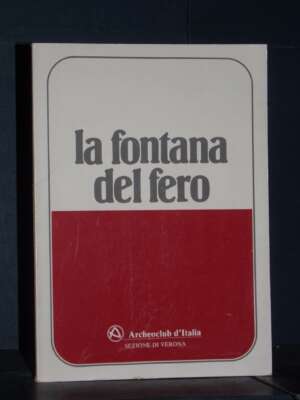 la fontana
del fero
Archeoclub d'Italia
SEZIONE DI VERONA